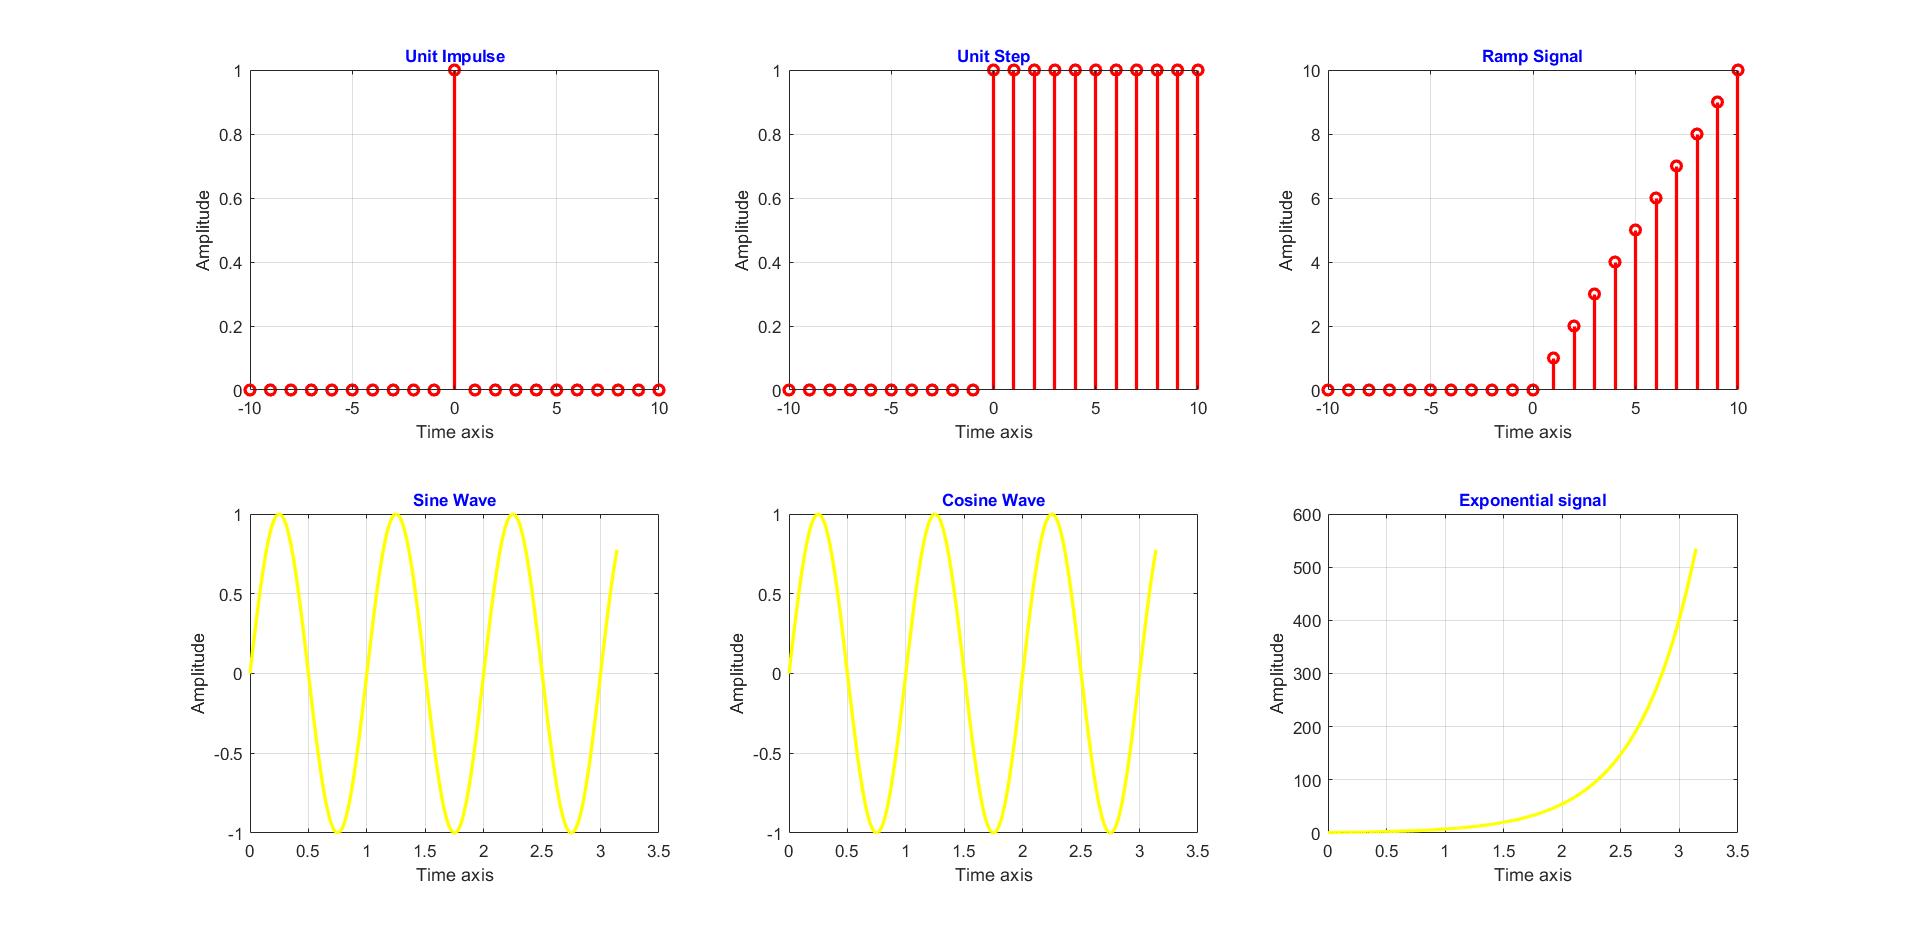 Unit Impulse
Amplitude
1
0.8
0.6
0.4
0.2
0
-10 -5 0 5 10
Time axis
Unit Step
Amplitude
1
0.8
0.6
0.4
0.2
0
-10 -5 0 5 10
Time axis
Ramp Signal
Amplitude
10
8
6
4
2
0
-10 -5 0 5 10
Time axis
Sine Wave
Amplitude
1
0.5
0
-0.5
-1
0 0.5 1 1.5 2 2.5 3 3.5
Time axis
Cosine Wave
Amplitude
1
0.5
0
-0.5
-1
0 0.5 1 1.5 2 2.5 3 3.5
Time axis
Exponential signal
Amplitude
600
500
400
300
200
100
0
0 0.5 1 1.5 2 2.5 3 3.5
Time axis